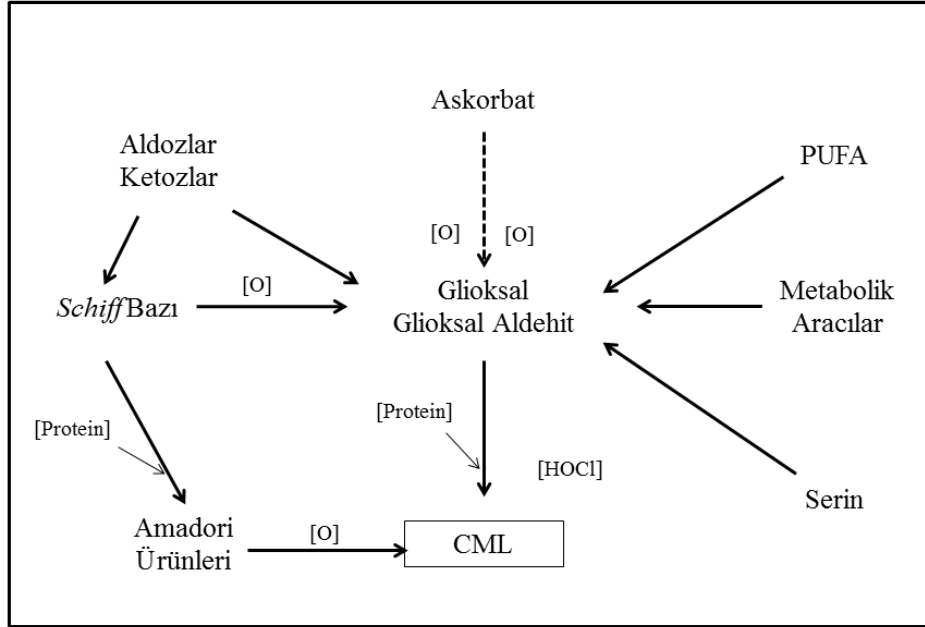 Askorbat
Aldozlar
Ketozlar
PUFA
[O]
[O]
[O]
Schiff Bazı
Glioksal
Glioksal Aldehit
Metabolik
Aracılar
[Protein]
[Protein]
[HOCl]
Serin
Amadori
Ürünleri
[O]
CML